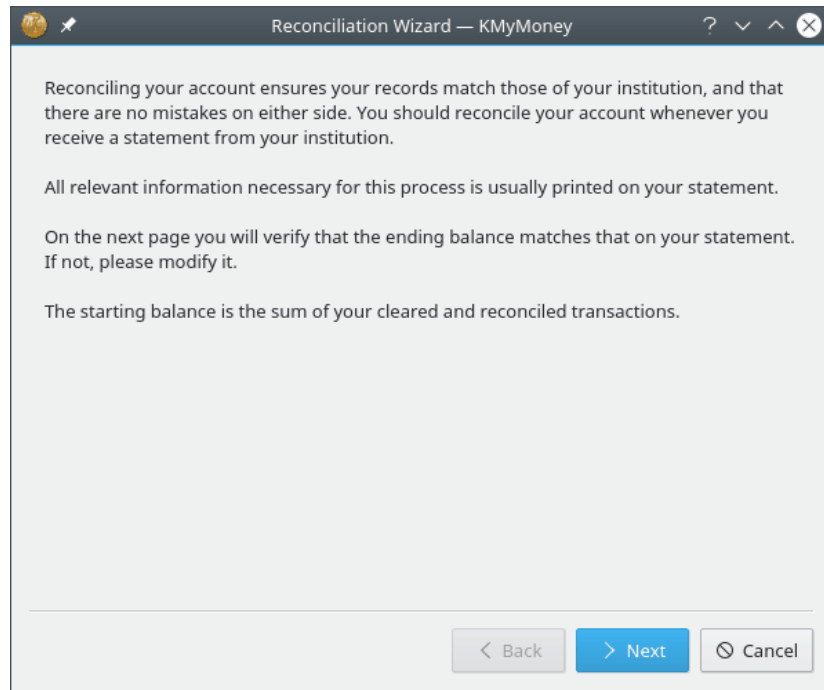 Reconciliation Wizard — KMyMoney
Reconciling your account ensures your records match those of your institution, and that
there are no mistakes on either side. You should reconcile your account whenever you
receive a statement from your institution.
All relevant information necessary for this process is usually printed on your statement.
On the next page you will verify that the ending balance matches that on your statement.
If not, please modify it.
The starting balance is the sum of your cleared and reconciled transactions.
Back
Next
Cancel